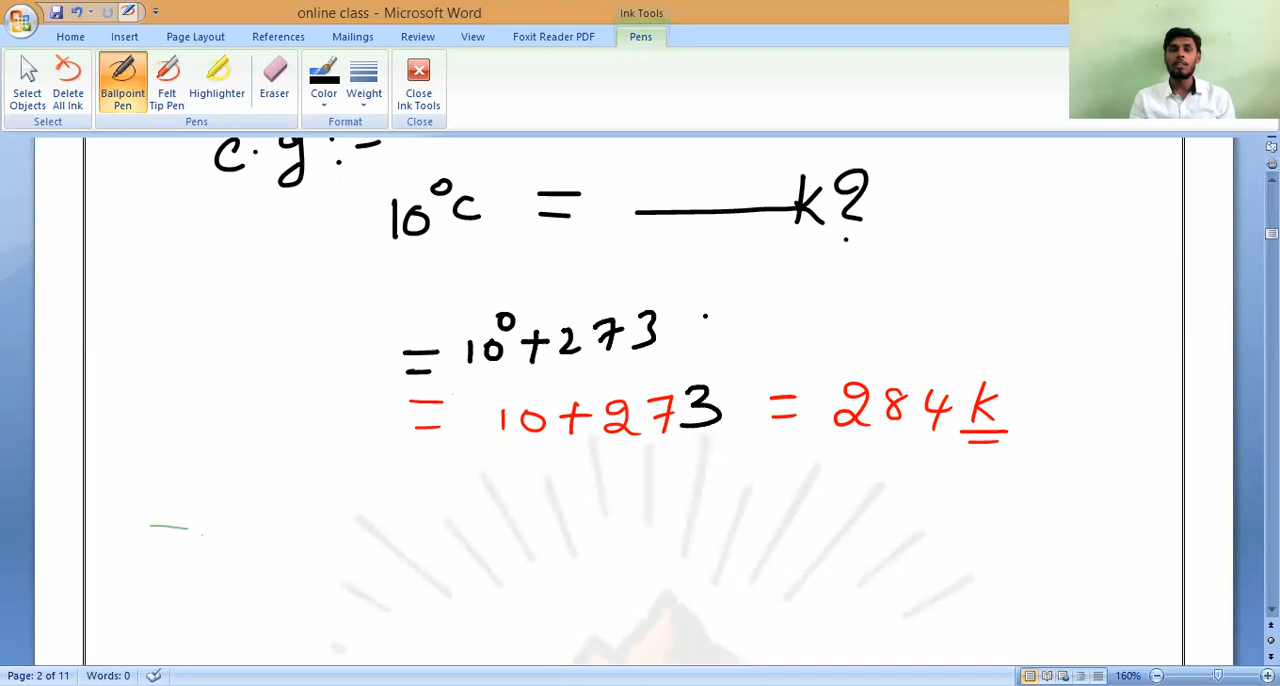 online class - Microsoft Word
Ink Tools
Home Insert Page Layout References Mailings Review View Foxit Reader PDF Pens
Select Objects
Delete All Ink
Ballpoint Pen
Felt Tip Pen
Highlighter
Eraser
Color
Weight
Close Ink Tools
Select Pens Format Close
e.g:-
10°C = ____ K?
= 10°+273
= 10+273 = 284 K
Page: 2 of 11 Words: 0 160%